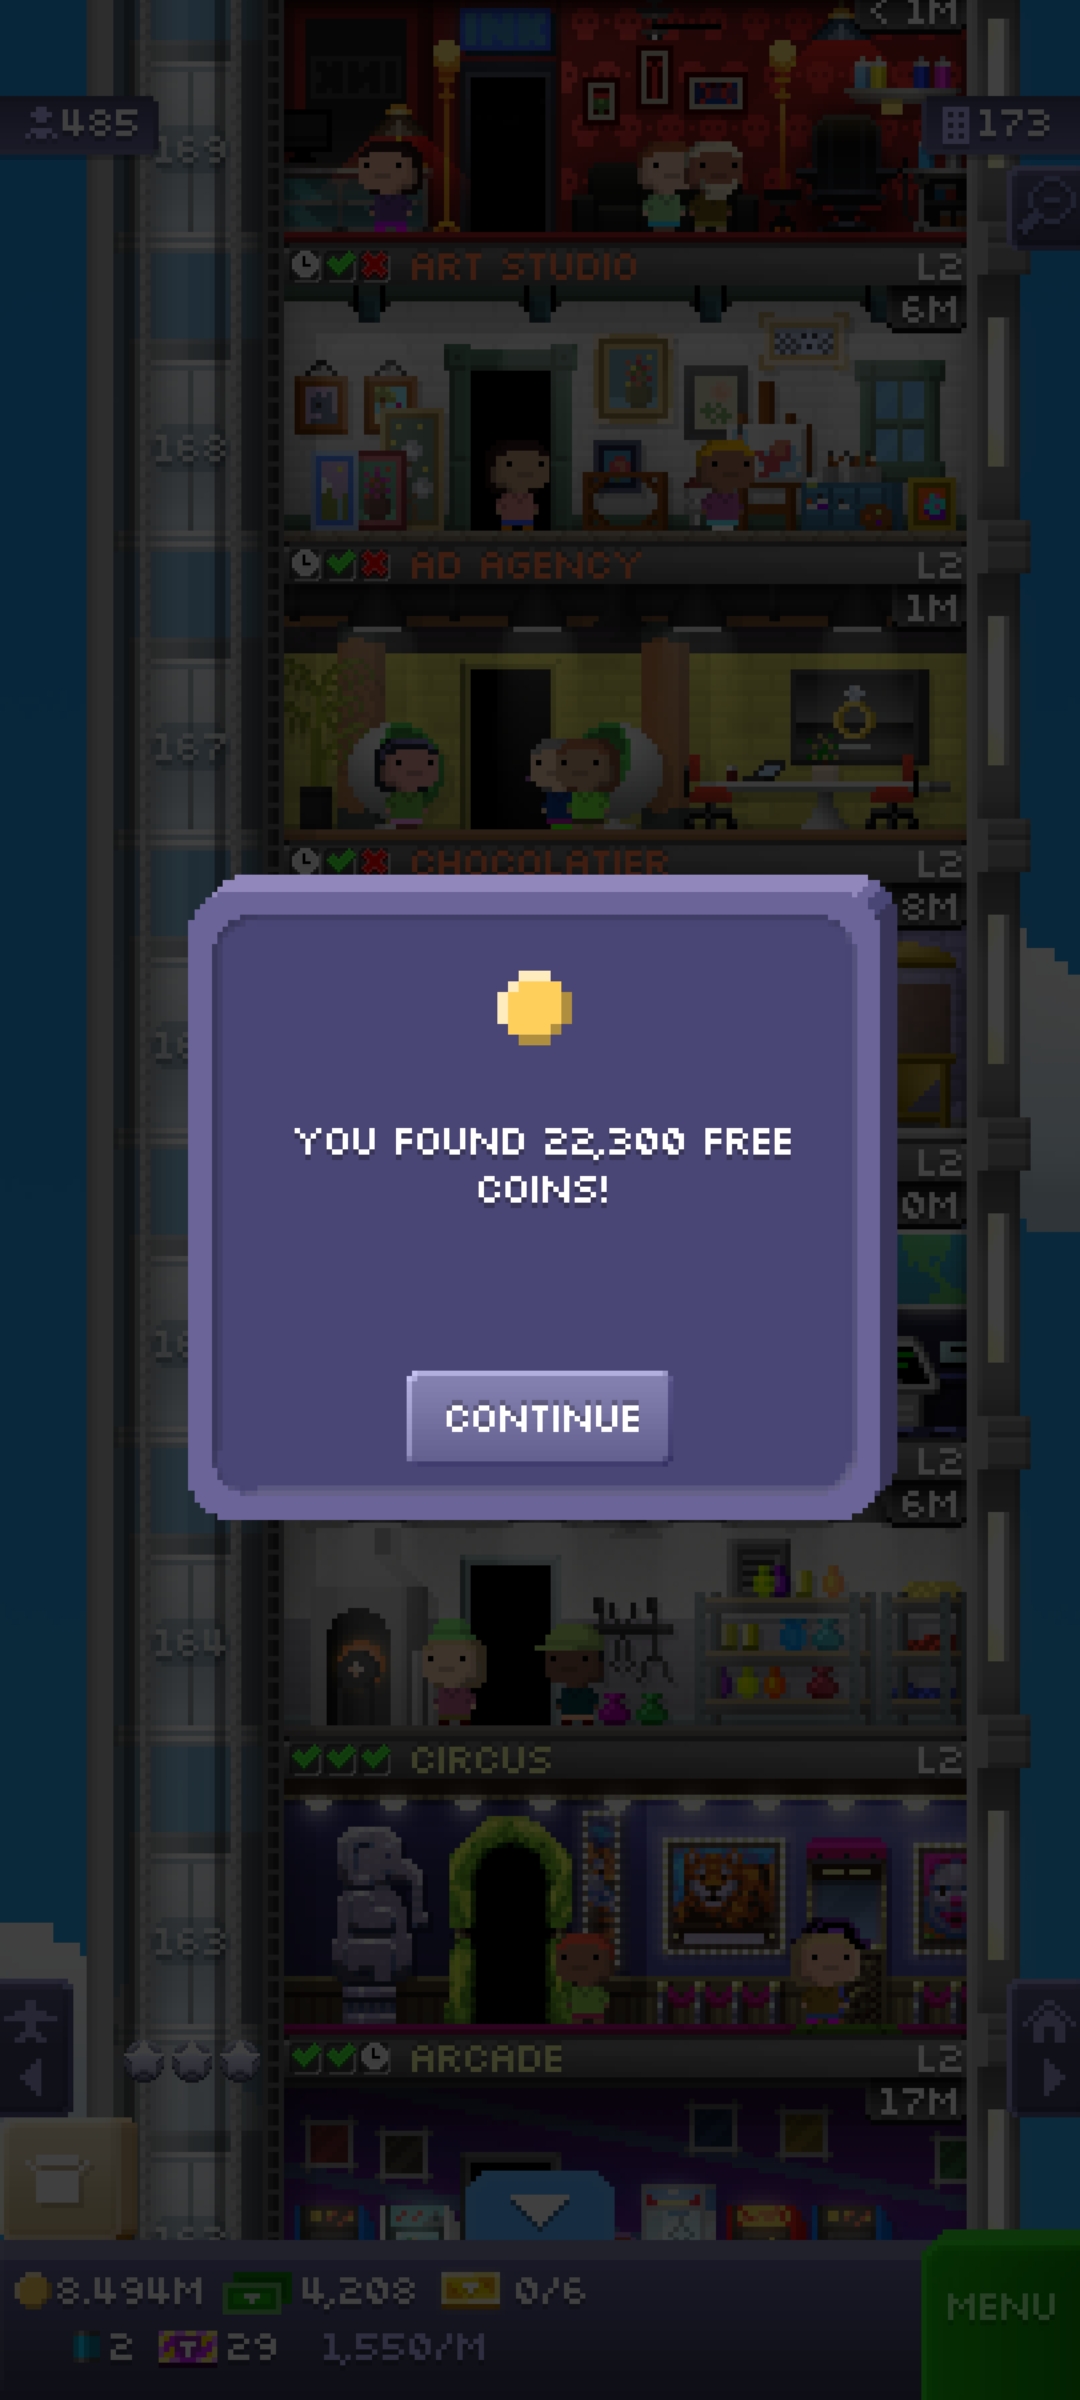 < 1M
INK
485
169
173
ART STUDIO L2
6M
168
AD AGENCY L2
1M
167
CHOCOLATIER L2
8M
YOU FOUND 22,300 FREE
COINS!
L2
0M
CONTINUE
L2
6M
164
CIRCUS L2
163
ARCADE L2
17M
8.494M 4,208 0/6
MENU
2 29 1,550/M